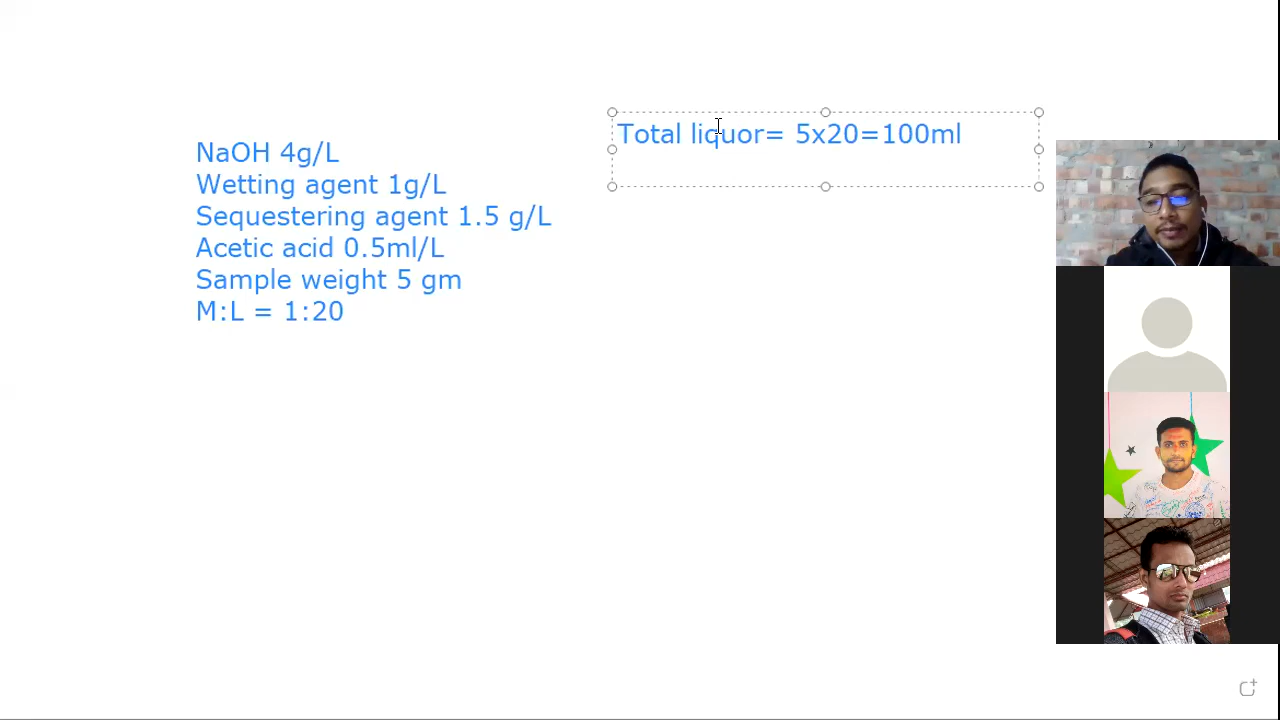 NaOH 4g/L
Wetting agent 1g/L
Sequestering agent 1.5 g/L
Acetic acid 0.5ml/L
Sample weight 5 gm
M:L = 1:20
Total liquor= 5x20=100ml